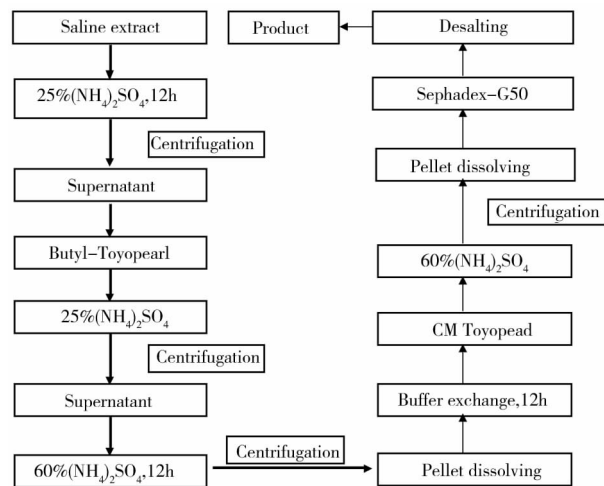 Saline extract
25%(NH4)2SO4,12h
Centrifugation
Supernatant
Butyl-Toyopearl
25%(NH4)2SO4
Centrifugation
Supernatant
60%(NH4)2SO4,12h
Centrifugation
Pellet dissolving
Buffer exchange,12h
CM Toyopead
60%(NH4)2SO4
Centrifugation
Pellet dissolving
Sephadex-G50
Desalting
Product